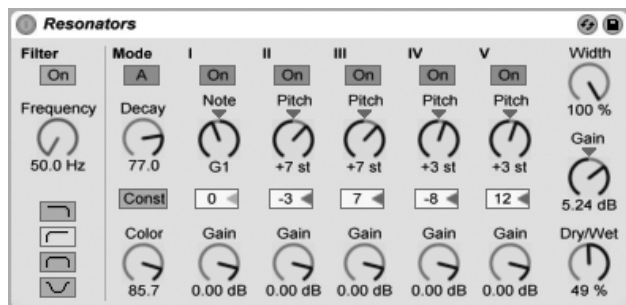 Resonators
Filter
On
Frequency
50.0 Hz
Mode
A
Decay
77.0
Const
Color
85.7
I
On
Note
G1
0
Gain
0.00 dB
II
On
Pitch
+7 st
-3
Gain
0.00 dB
III
On
Pitch
+7 st
7
Gain
0.00 dB
IV
On
Pitch
+3 st
-8
Gain
0.00 dB
V
On
Pitch
+3 st
12
Gain
0.00 dB
Width
100 %
Gain
5.24 dB
Dry/Wet
49 %